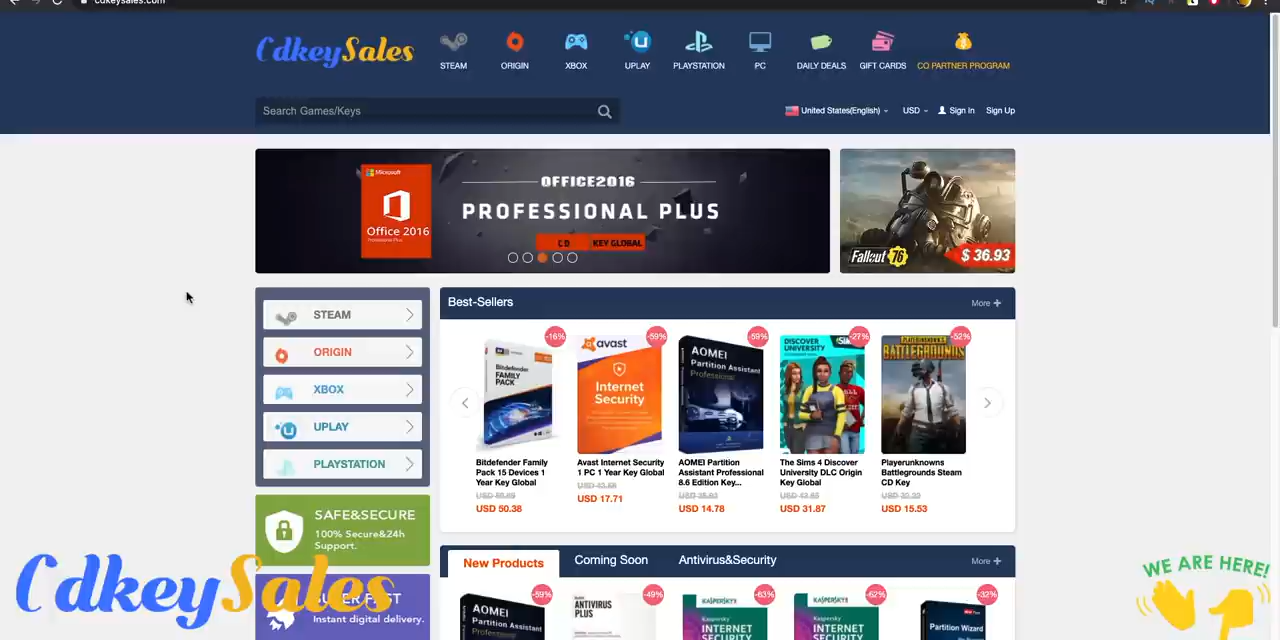 cdkeysales.com
CdkeySales
STEAM
ORIGIN
XBOX
UPLAY
PLAYSTATION
PC
DAILY DEALS
GIFT CARDS
CO PARTNER PROGRAM
Search Games/Keys
United States(English)
USD
Sign In
Sign Up
Microsoft
Office 2016
OFFICE2016
PROFESSIONAL PLUS
CD KEY GLOBAL
Fallout 76
$ 36.93
STEAM
ORIGIN
XBOX
UPLAY
PLAYSTATION
SAFE&SECURE
100% Secure&24h
Support.
Instant digital delivery.
Best-Sellers
More +
-16%
-59%
-59%
-27%
-52%
Bitdefender
FAMILY
PACK
avast
Internet
Security
AOMEI
Partition Assistant
Professional
DISCOVER
UNIVERSITY
PLAYERUNKNOWN'S
BATTLEGROUNDS
Bitdefender Family
Pack 15 Devices 1
Year Key Global
USD 50.38
Avast Internet Security
1 PC 1 Year Key Global
USD 17.71
AOMEI Partition
Assistant Professional
8.6 Edition Key...
USD 14.78
The Sims 4 Discover
University DLC Origin
Key Global
USD 31.87
Playerunknowns
Battlegrounds Steam
CD Key
USD 15.53
New Products
Coming Soon
Antivirus&Security
More +
-59%
-49%
-63%
-62%
-32%
AOMEI
Partition Assistant
Professional
ANTIVIRUS
PLUS
KASPERSKY
INTERNET
SECURITY
KASPERSKY
INTERNET
SECURITY
Partition Wizard
CdkeySales
WE ARE HERE!